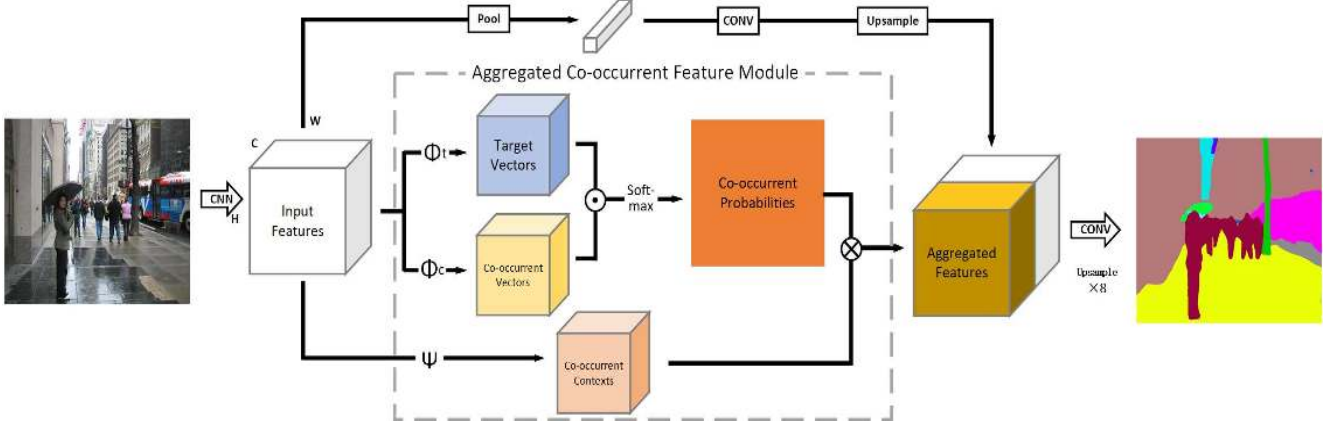 Pool
CONV
Upsample
Aggregated Co-occurrent Feature Module
W
C
H
CNN
Input
Features
Φt
Target
Vectors
Φc
Co-occurrent
Vectors
Soft-
max
Co-occurrent
Probabilities
Ψ
Co-occurrent
Contexts
Aggregated
Features
CONV
Upsample
×8